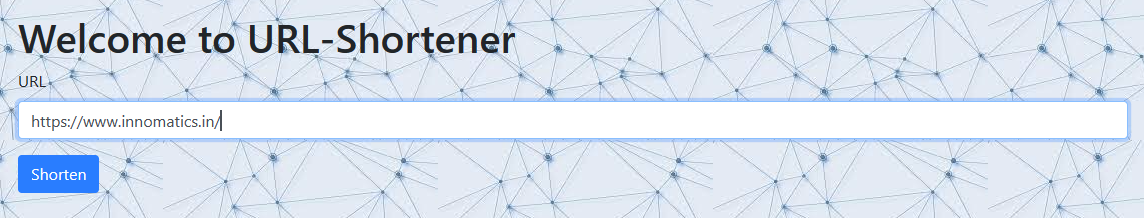 Welcome to URL-Shortener
URL
https://www.innomatics.in/
Shorten